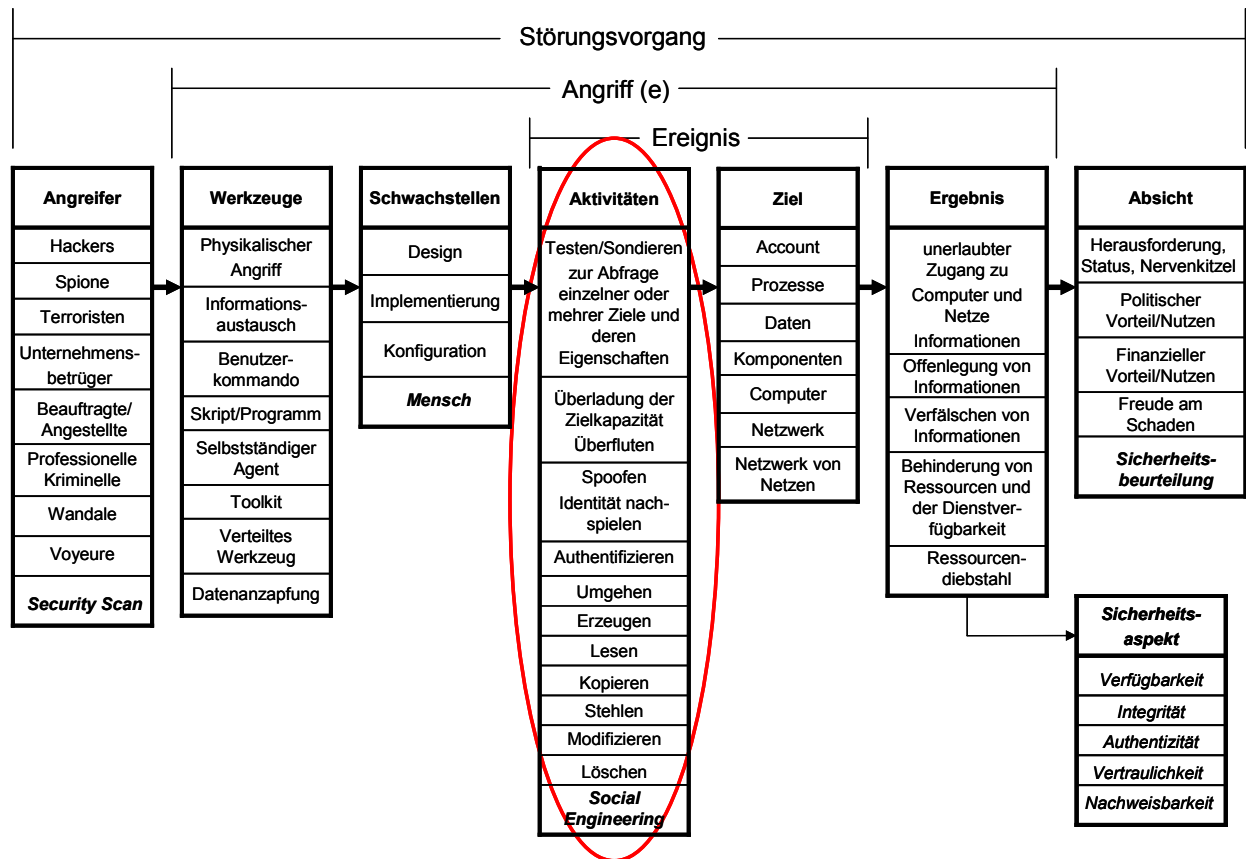 Störungsvorgang
Angriff (e)
Ereignis
Angreifer
Hackers
Spione
Terroristen
Unternehmens-
betrüger
Beauftragte/
Angestellte
Professionelle
Kriminelle
Wandale
Voyeure
Security Scan
Werkzeuge
Physikalischer
Angriff
Informations-
austausch
Benutzer-
kommando
Skript/Programm
Selbstständiger
Agent
Toolkit
Verteiltes
Werkzeug
Datenanzapfung
Schwachstellen
Design
Implementierung
Konfiguration
Mensch
Aktivitäten
Testen/Sondieren
zur Abfrage
einzelner oder
mehrer Ziele und
deren
Eigenschaften
Überladung der
Zielkapazität
Überfluten
Spoofen
Identität nach-
spielen
Authentifizieren
Umgehen
Erzeugen
Lesen
Kopieren
Stehlen
Modifizieren
Löschen
Social
Engineering
Ziel
Account
Prozesse
Daten
Komponenten
Computer
Netzwerk
Netzwerk von
Netzen
Ergebnis
unerlaubter
Zugang zu
Computer und
Netze
Informationen
Offenlegung von
Informationen
Verfälschen von
Informationen
Behinderung von
Ressourcen und
der Dienstver-
fügbarkeit
Ressourcen-
diebstahl
Absicht
Herausforderung,
Status, Nervenkitzel
Politischer
Vorteil/Nutzen
Finanzieller
Vorteil/Nutzen
Freude am
Schaden
Sicherheits-
beurteilung
Sicherheits-
aspekt
Verfügbarkeit
Integrität
Authentizität
Vertraulichkeit
Nachweisbarkeit